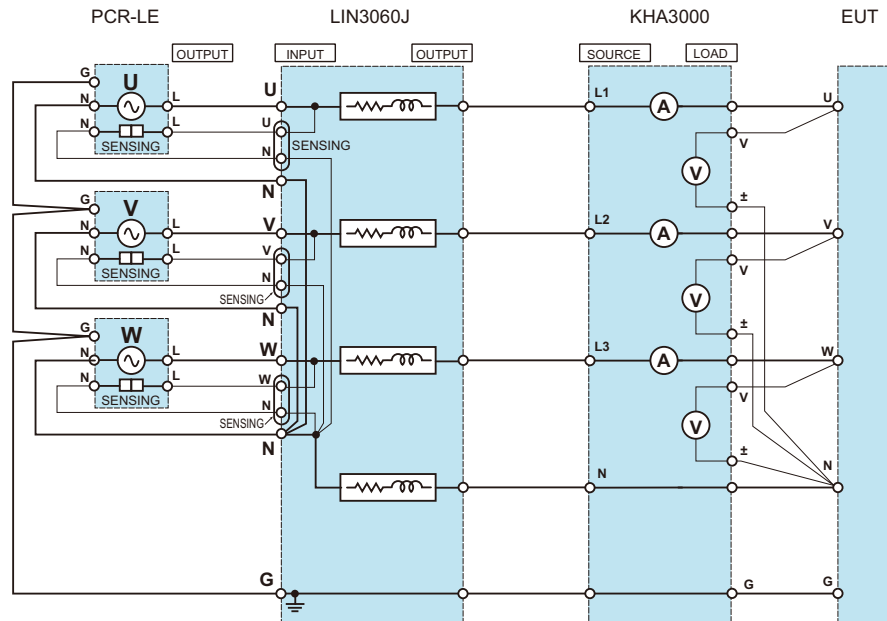 PCR-LE LIN3060J KHA3000 EUT
OUTPUT INPUT OUTPUT SOURCE LOAD
G U U L1 A U
N L
N L U V
SENSING N SENSING V
N ±
G V V L2 A V
N L
N L V V
SENSING N V
SENSING
N ±
G W W L3 A W
N L
N L W V
SENSING N V
SENSING
N ±
N N
G G G